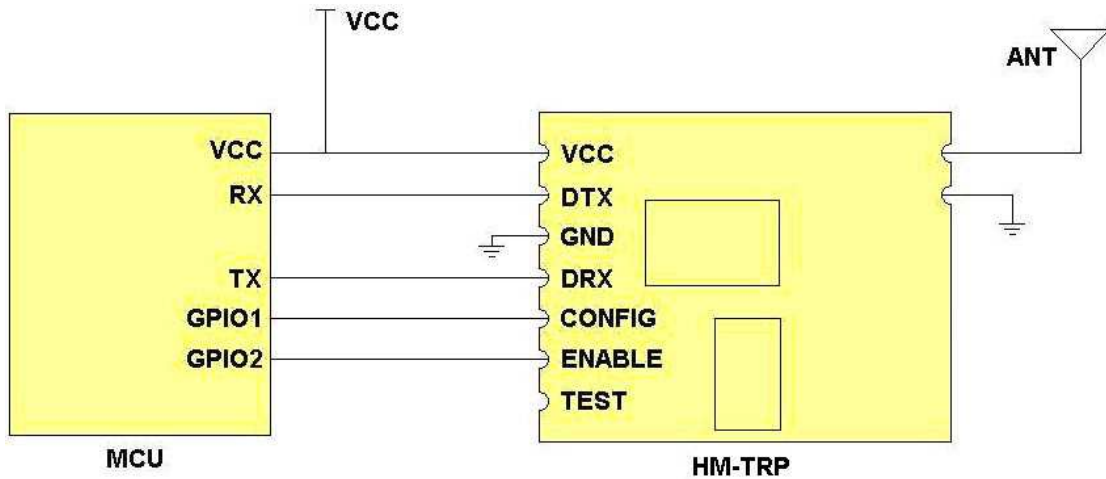 VCC
ANT
VCC
VCC
RX
DTX
GND
TX
DRX
GPIO1
CONFIG
GPIO2
ENABLE
TEST
MCU
HM-TRP